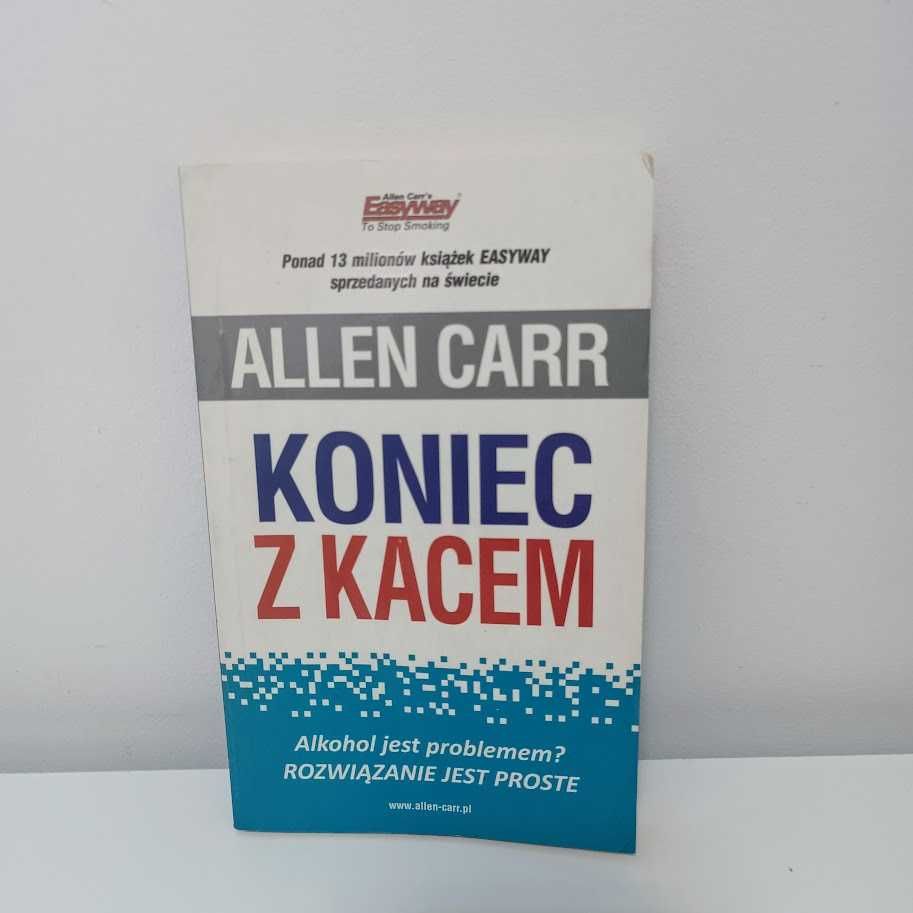 Allen Carr's
Easyway
To Stop Smoking
Ponad 13 milionów książek EASYWAY
sprzedanych na świecie
ALLEN CARR
KONIEC
Z KACEM
Alkohol jest problemem?
ROZWIĄZANIE JEST PROSTE
www.allen-carr.pl